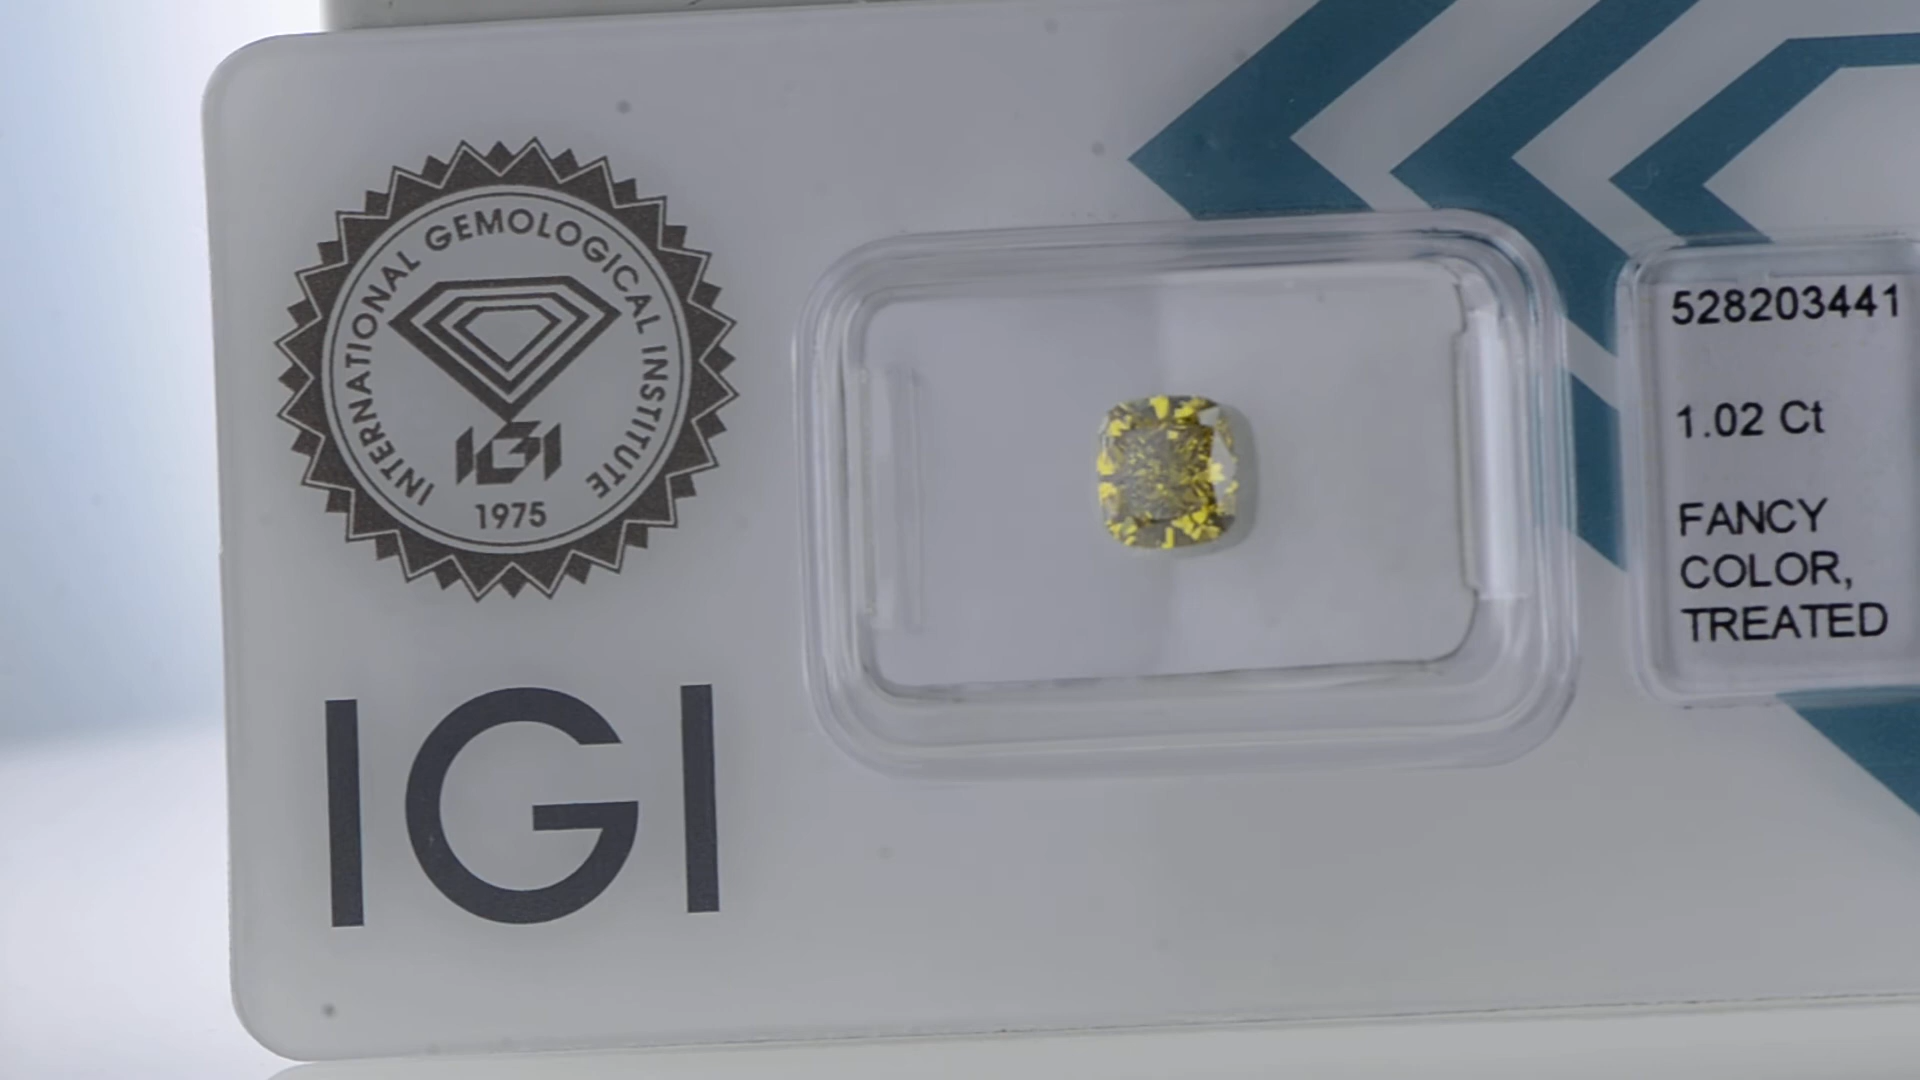 INTERNATIONAL GEMOLOGICAL INSTITUTE
IGI
1975
IGI
528203441
1.02 Ct
FANCY
COLOR,
TREATED